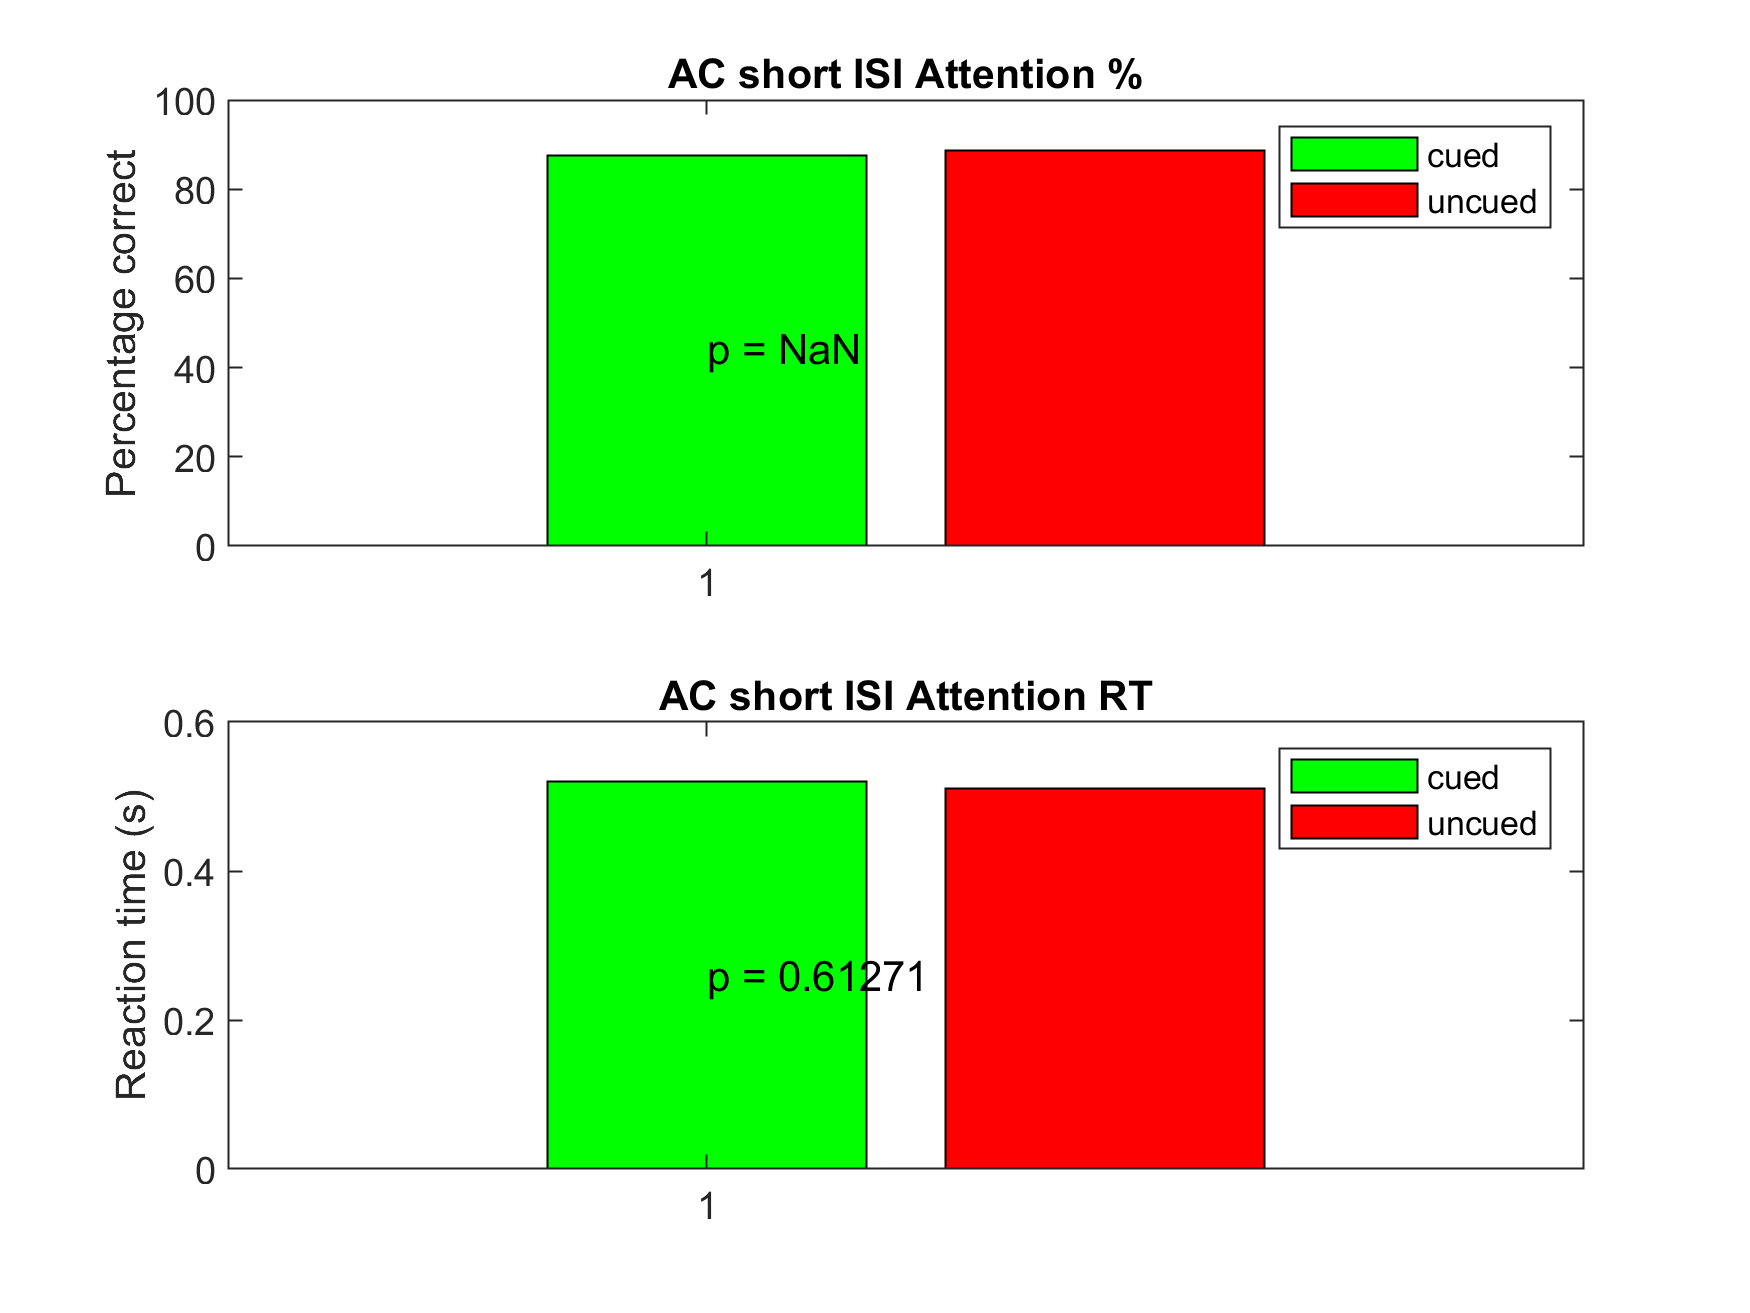 AC short ISI Attention %
100
80
60
40
20
0
Percentage correct
cued
uncued
p = NaN
1
AC short ISI Attention RT
0.6
0.4
0.2
0
Reaction time (s)
cued
uncued
p = 0.61271
1